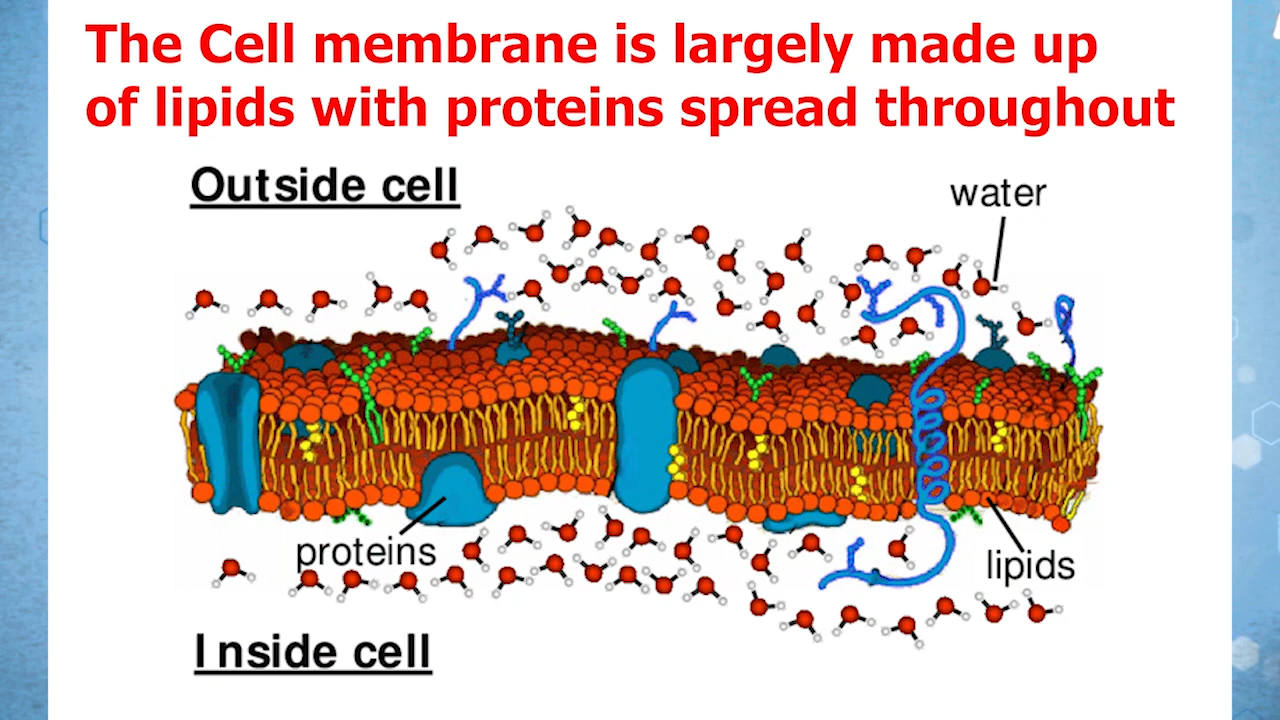 The Cell membrane is largely made up
of lipids with proteins spread throughout
Outside cell
water
proteins
lipids
Inside cell